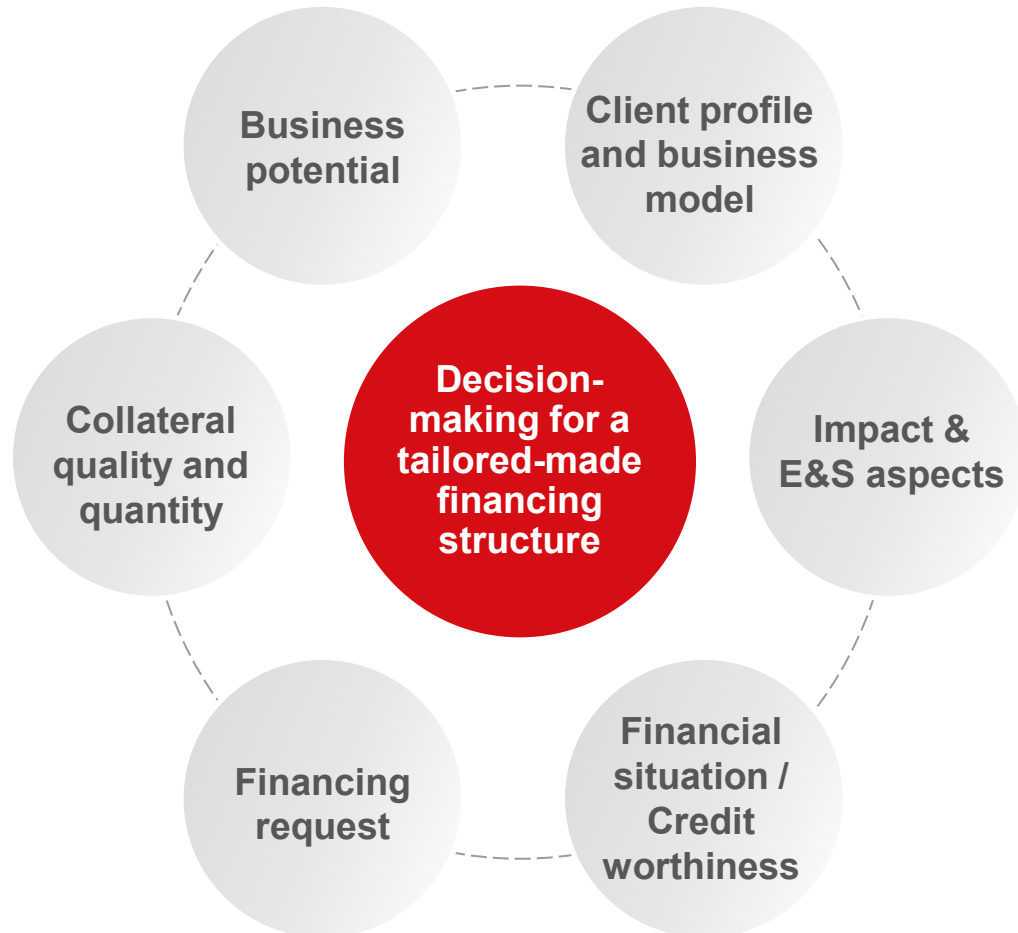 Business
potential
Client profile
and business
model
Impact &
E&S aspects
Financial
situation /
Credit
worthiness
Financing
request
Collateral
quality and
quantity
Decision-
making for a
tailored-made
financing
structure